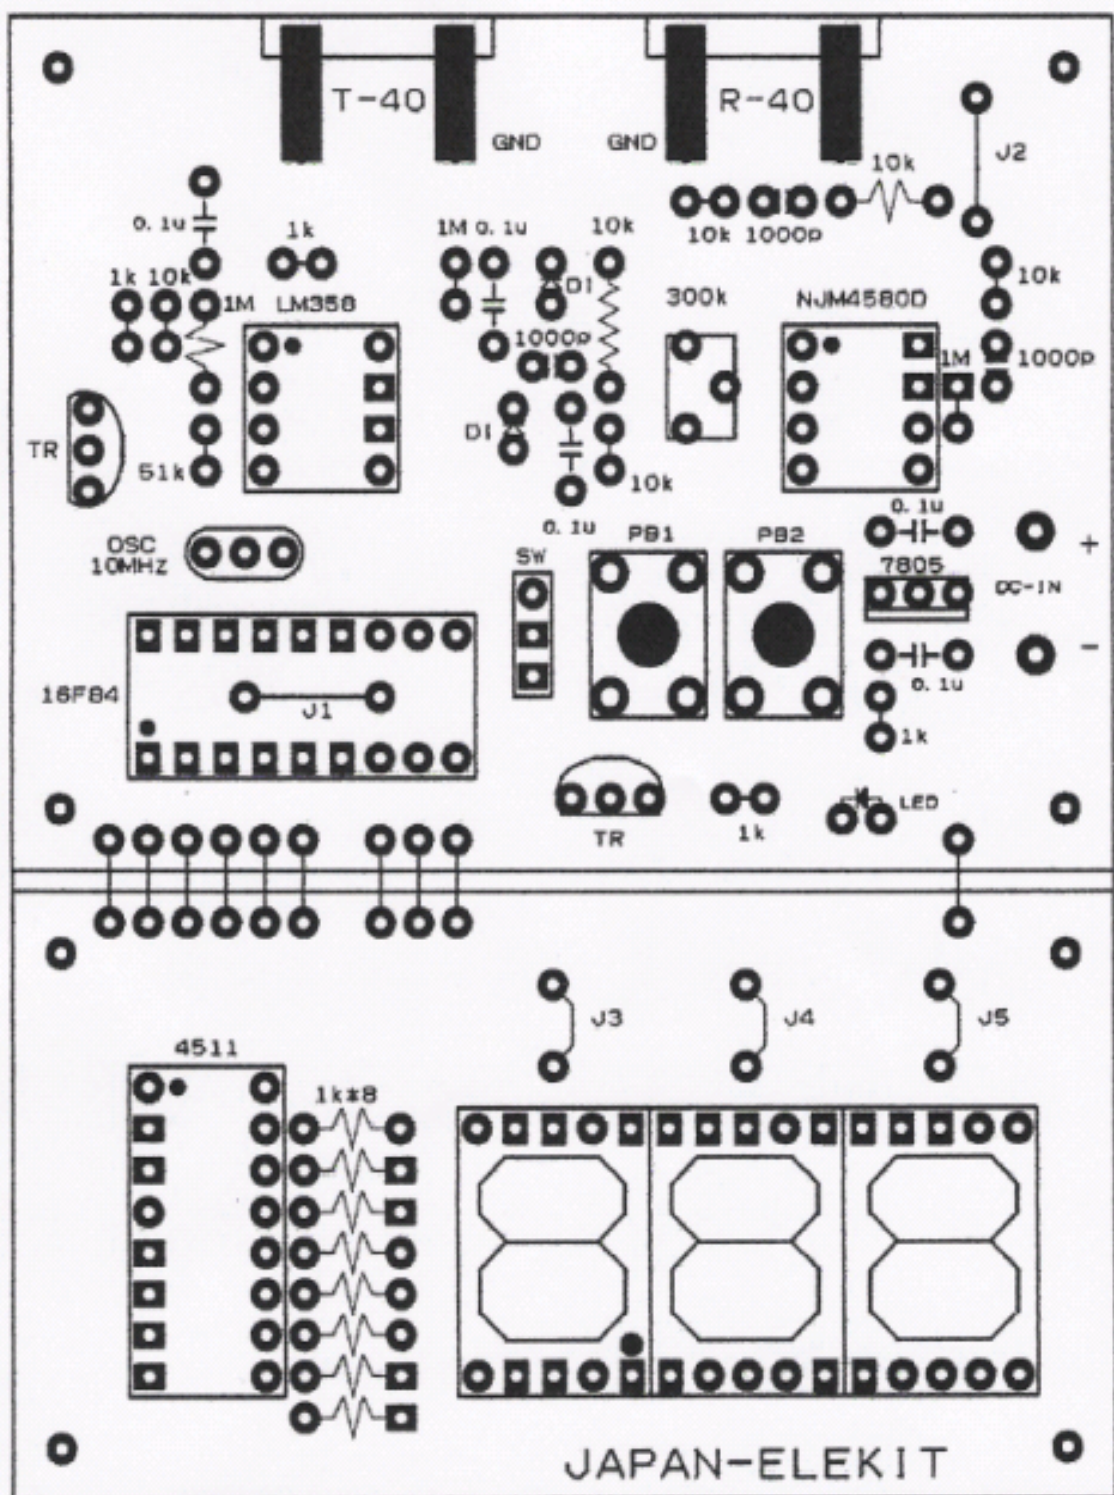 T-40
R-40
GND
GND
J2
10k
0.1u
1k
1M 0.1u
10k
10k 1000p
10k
1k 10k
1M
LM358
D1
300k
NJM4580D
1000p
1M
1000p
TR
51k
D1
10k
0.1u
0.1u
OSC
10MHZ
SW
PB1
PB2
7805
+
DC-IN
-
0.1u
16F84
J1
1k
LED
TR
1k
J3
J4
J5
4511
1k*8
JAPAN-ELEKIT